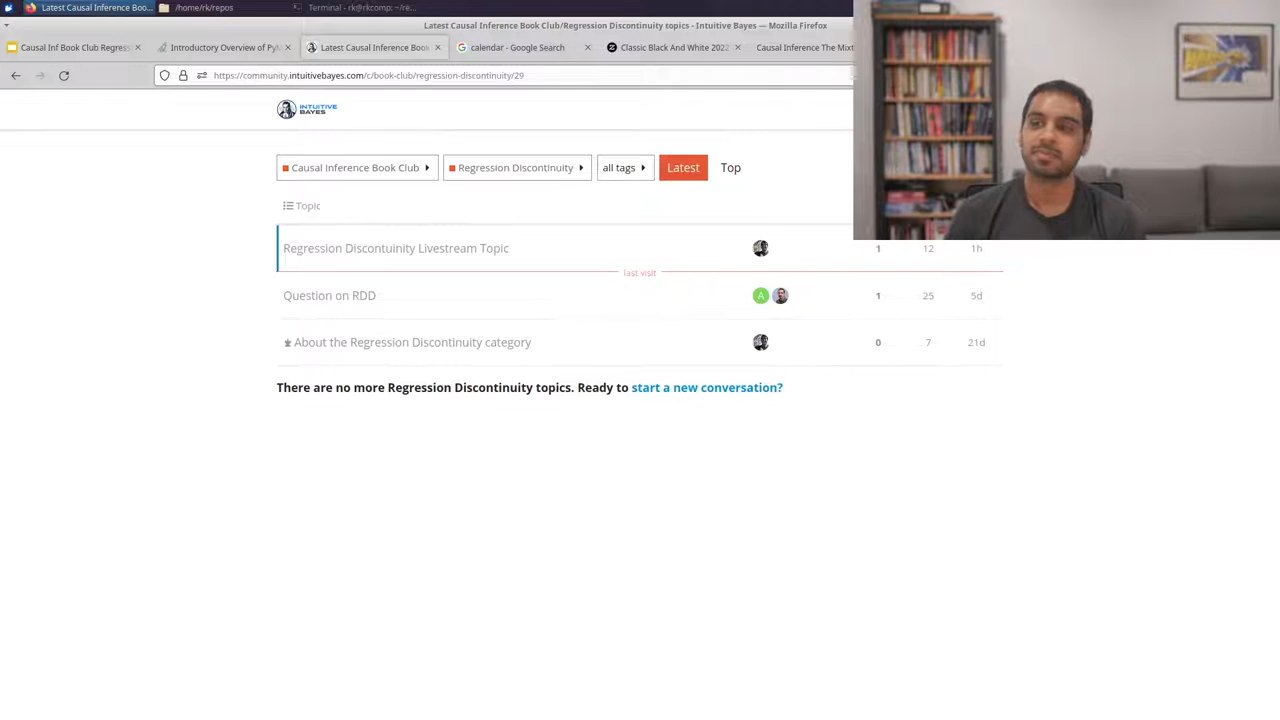 Latest Causal Inference Boo...
/home/rk/repos
Terminal - rk@rkcomp: ~/re...
Latest Causal Inference Book Club/Regression Discontinuity topics - Intuitive Bayes — Mozilla Firefox
Causal Inf Book Club Regress
Introductory Overview of PyM
Latest Causal Inference Book
calendar - Google Search
Classic Black And White 2022
Causal Inference The Mixt
https://community.intuitivebayes.com/c/book-club/regression-discontinuity/29
INTUITIVE
BAYES
Causal Inference Book Club
Regression Discontinuity
all tags
Latest
Top
Topic
Regression Discontuinity Livestream Topic
1
12
1h
last visit
Question on RDD
A
1
25
5d
About the Regression Discontinuity category
0
7
21d
There are no more Regression Discontinuity topics. Ready to start a new conversation?